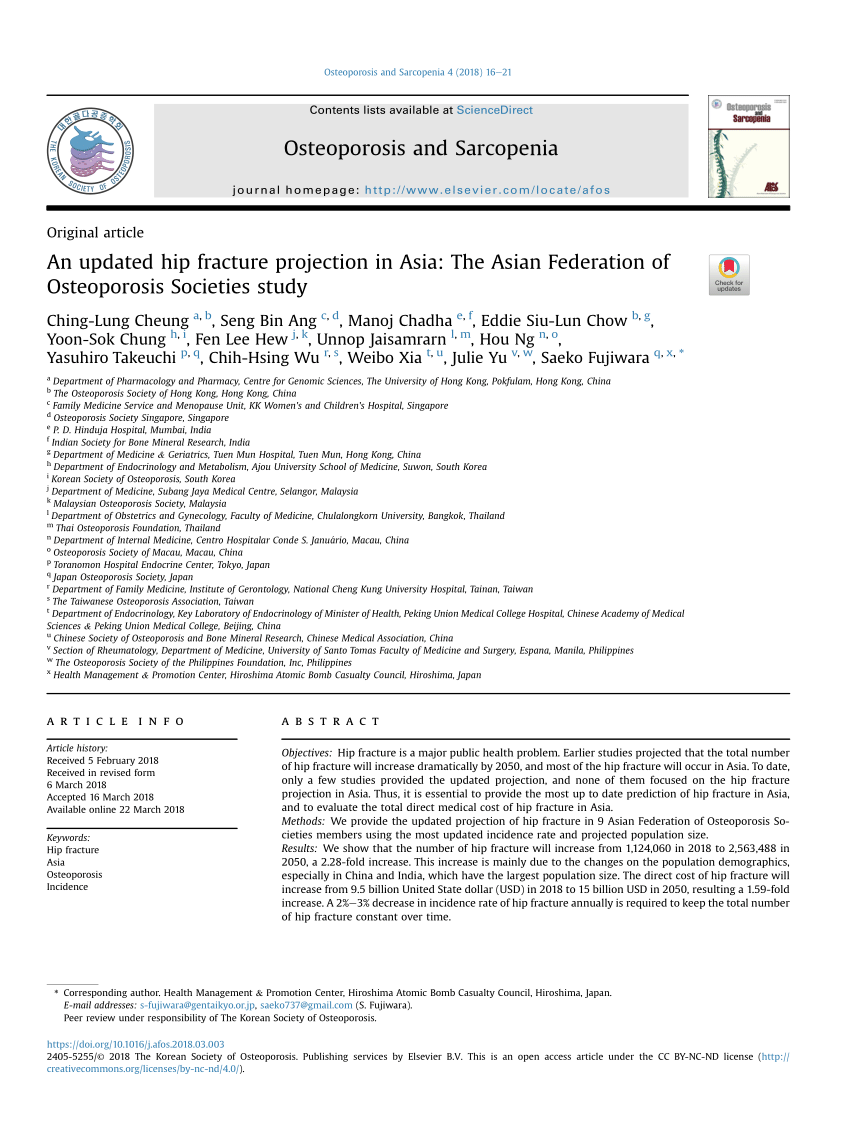 Osteoporosis and Sarcopenia 4 (2018) 16–21
Contents lists available at ScienceDirect
Osteoporosis and Sarcopenia
journal homepage: http://www.elsevier.com/locate/afos
대한골다공증학회
THE KOREAN SOCIETY OF OSTEOPOROSIS
Osteoporosis
and
Sarcopenia
Original article
An updated hip fracture projection in Asia: The Asian Federation of
Osteoporosis Societies study
Check for
updates
Ching-Lung Cheung a, b, Seng Bin Ang c, d, Manoj Chadha e, f, Eddie Siu-Lun Chow b, g,
Yoon-Sok Chung h, i, Fen Lee Hew j, k, Unnop Jaisamrarn l, m, Hou Ng n, o,
Yasuhiro Takeuchi p, q, Chih-Hsing Wu r, s, Weibo Xia t, u, Julie Yu v, w, Saeko Fujiwara q, x, *
a Department of Pharmacology and Pharmacy, Centre for Genomic Sciences, The University of Hong Kong, Pokfulam, Hong Kong, China
b The Osteoporosis Society of Hong Kong, Hong Kong, China
c Family Medicine Service and Menopause Unit, KK Women's and Children's Hospital, Singapore
d Osteoporosis Society Singapore, Singapore
e P. D. Hinduja Hospital, Mumbai, India
f Indian Society for Bone Mineral Research, India
g Department of Medicine & Geriatrics, Tuen Mun Hospital, Tuen Mun, Hong Kong, China
h Department of Endocrinology and Metabolism, Ajou University School of Medicine, Suwon, South Korea
i Korean Society of Osteoporosis, South Korea
j Department of Medicine, Subang Jaya Medical Centre, Selangor, Malaysia
k Malaysian Osteoporosis Society, Malaysia
l Department of Obstetrics and Gynecology, Faculty of Medicine, Chulalongkorn University, Bangkok, Thailand
m Thai Osteoporosis Foundation, Thailand
n Department of Internal Medicine, Centro Hospitalar Conde S. Januário, Macau, China
o Osteoporosis Society of Macau, Macau, China
p Toranomon Hospital Endocrine Center, Tokyo, Japan
q Japan Osteoporosis Society, Japan
r Department of Family Medicine, Institute of Gerontology, National Cheng Kung University Hospital, Tainan, Taiwan
s The Taiwanese Osteoporosis Association, Taiwan
t Department of Endocrinology, Key Laboratory of Endocrinology of Minister of Health, Peking Union Medical College Hospital, Chinese Academy of Medical
Sciences & Peking Union Medical College, Beijing, China
u Chinese Society of Osteoporosis and Bone Mineral Research, Chinese Medical Association, China
v Section of Rheumatology, Department of Medicine, University of Santo Tomas Faculty of Medicine and Surgery, Espana, Manila, Philippines
w The Osteoporosis Society of the Philippines Foundation, Inc, Philippines
x Health Management & Promotion Center, Hiroshima Atomic Bomb Casualty Council, Hiroshima, Japan
ARTICLE INFO
Article history:
Received 5 February 2018
Received in revised form
6 March 2018
Accepted 16 March 2018
Available online 22 March 2018
Keywords:
Hip fracture
Asia
Osteoporosis
Incidence
ABSTRACT
Objectives: Hip fracture is a major public health problem. Earlier studies projected that the total number
of hip fracture will increase dramatically by 2050, and most of the hip fracture will occur in Asia. To date,
only a few studies provided the updated projection, and none of them focused on the hip fracture
projection in Asia. Thus, it is essential to provide the most up to date prediction of hip fracture in Asia,
and to evaluate the total direct medical cost of hip fracture in Asia.
Methods: We provide the updated projection of hip fracture in 9 Asian Federation of Osteoporosis So-
cieties members using the most updated incidence rate and projected population size.
Results: We show that the number of hip fracture will increase from 1,124,060 in 2018 to 2,563,488 in
2050, a 2.28-fold increase. This increase is mainly due to the changes on the population demographics,
especially in China and India, which have the largest population size. The direct cost of hip fracture will
increase from 9.5 billion United State dollar (USD) in 2018 to 15 billion USD in 2050, resulting a 1.59-fold
increase. A 2%–3% decrease in incidence rate of hip fracture annually is required to keep the total number
of hip fracture constant over time.
* Corresponding author. Health Management & Promotion Center, Hiroshima Atomic Bomb Casualty Council, Hiroshima, Japan.
E-mail addresses: s-fujiwara@gentaikyo.or.jp, saeko737@gmail.com (S. Fujiwara).
Peer review under responsibility of The Korean Society of Osteoporosis.
https://doi.org/10.1016/j.afos.2018.03.003
2405-5255/© 2018 The Korean Society of Osteoporosis. Publishing services by Elsevier B.V. This is an open access article under the CC BY-NC-ND license (http://
creativecommons.org/licenses/by-nc-nd/4.0/).